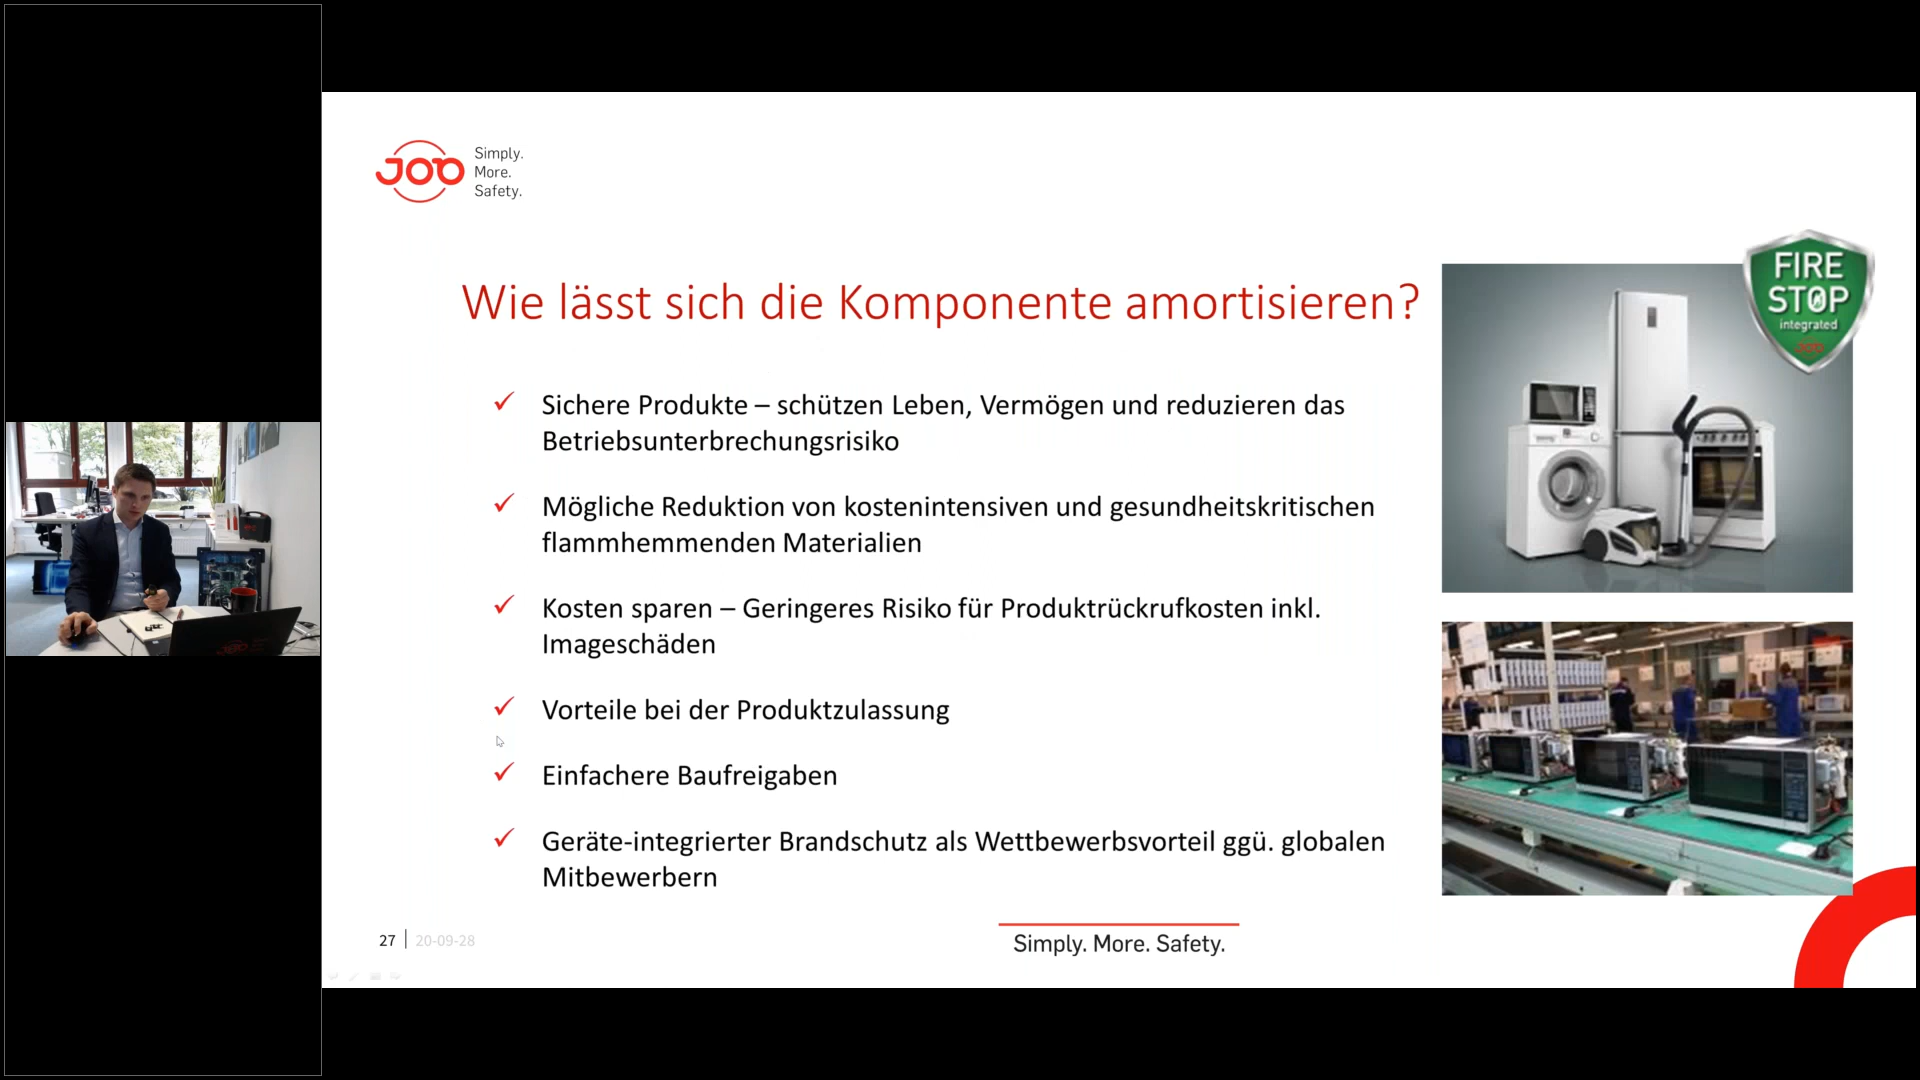 JOB
Simply.
More.
Safety.
Wie lässt sich die Komponente amortisieren?
FIRE
STOP
integrated
JOB
✓ Sichere Produkte – schützen Leben, Vermögen und reduzieren das
Betriebsunterbrechungsrisiko
✓ Mögliche Reduktion von kostenintensiven und gesundheitskritischen
flammhemmenden Materialien
✓ Kosten sparen – Geringeres Risiko für Produktrückrufkosten inkl.
Imageschäden
✓ Vorteile bei der Produktzulassung
✓ Einfachere Baufreigaben
✓ Geräte-integrierter Brandschutz als Wettbewerbsvorteil ggü. globalen
Mitbewerbern
27 | 20-09-28
Simply. More. Safety.